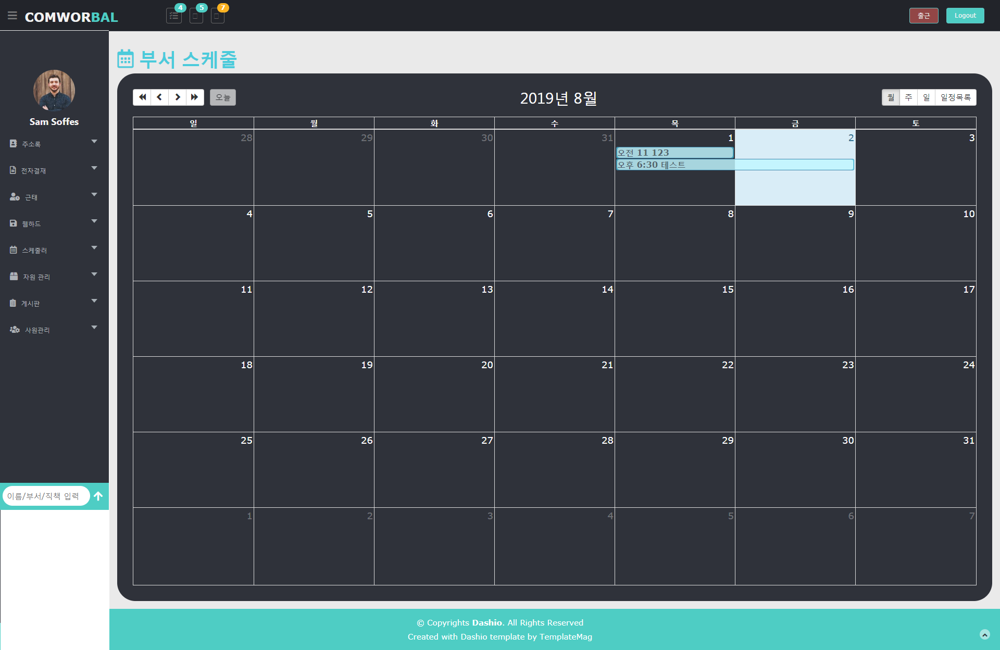 COMWORBAL
4
5
7
출근
Logout
Sam Soffes
주소록
전자결재
근태
웹하드
스케줄러
자원 관리
게시판
사원관리
이름/부서/직책 입력
부서 스케줄
오늘
2019년 8월
월 주 일 일정목록
일 월 화 수 목 금 토
28 29 30 31 1 2 3
오전 11 123
오후 6:30 테스트
4 5 6 7 8 9 10
11 12 13 14 15 16 17
18 19 20 21 22 23 24
25 26 27 28 29 30 31
1 2 3 4 5 6 7
© Copyrights Dashio. All Rights Reserved
Created with Dashio template by TemplateMag